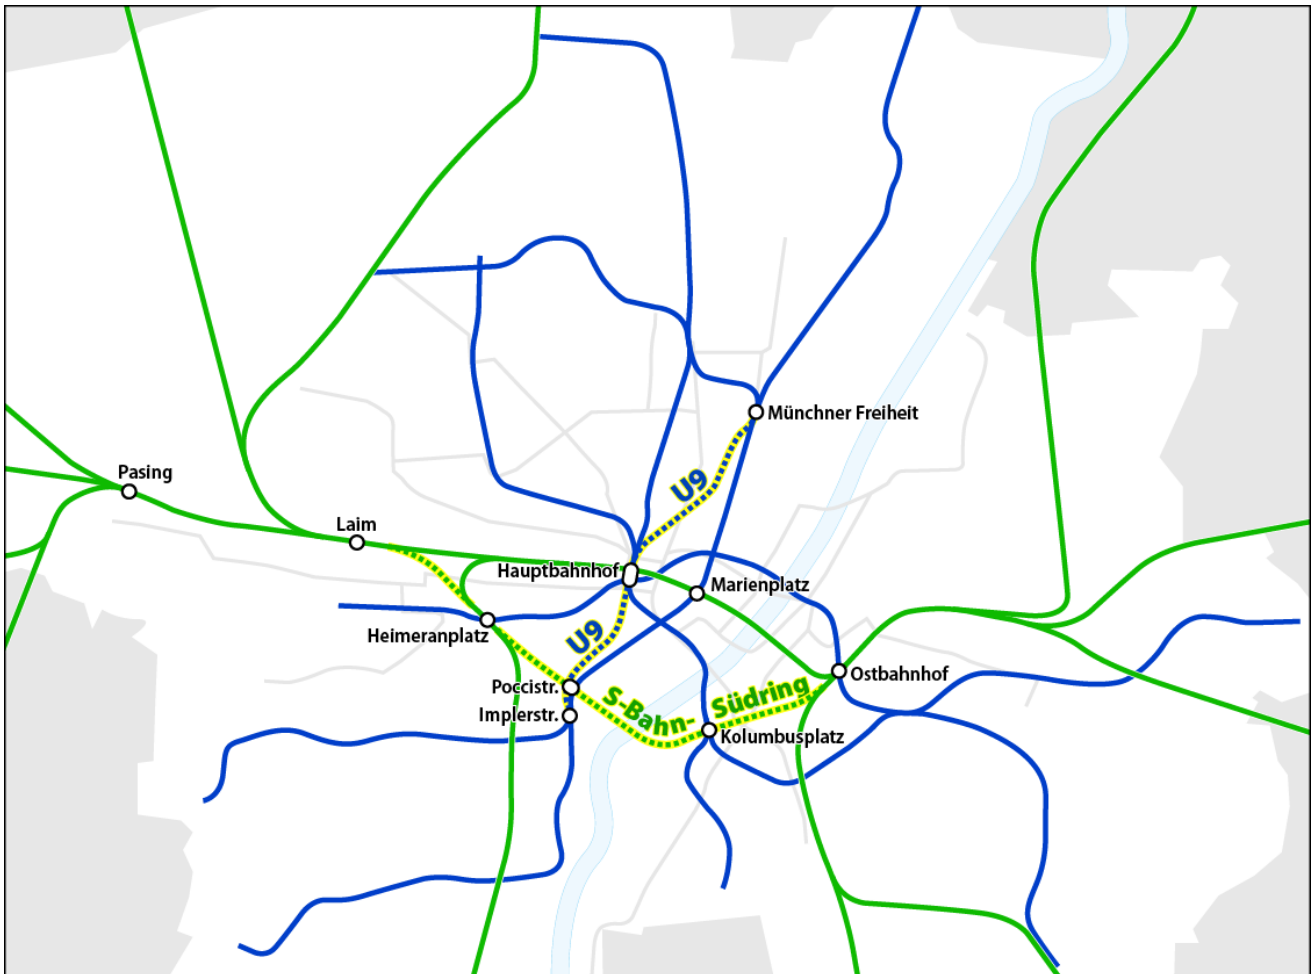 Münchner Freiheit
Pasing
U9
Laim
Hauptbahnhof
Marienplatz
Heimeranplatz
U9
Ostbahnhof
Poccistr.
S-Bahn- Südring
Implerstr.
Kolumbusplatz